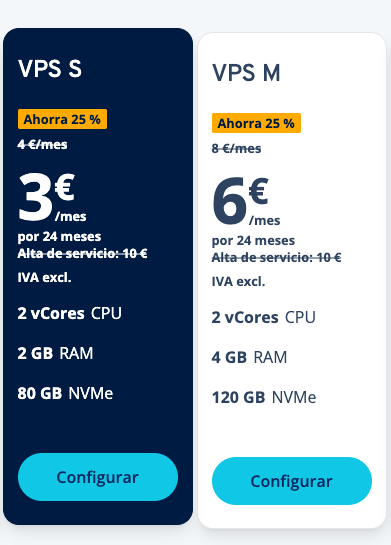 VPS S
Ahorra 25 %
4 €/mes
3€
/mes
por 24 meses
Alta de servicio: 10 €
IVA excl.
2 vCores CPU
2 GB RAM
80 GB NVMe
Configurar
VPS M
Ahorra 25 %
8 €/mes
6€
/mes
por 24 meses
Alta de servicio: 10 €
IVA excl.
2 vCores CPU
4 GB RAM
120 GB NVMe
Configurar